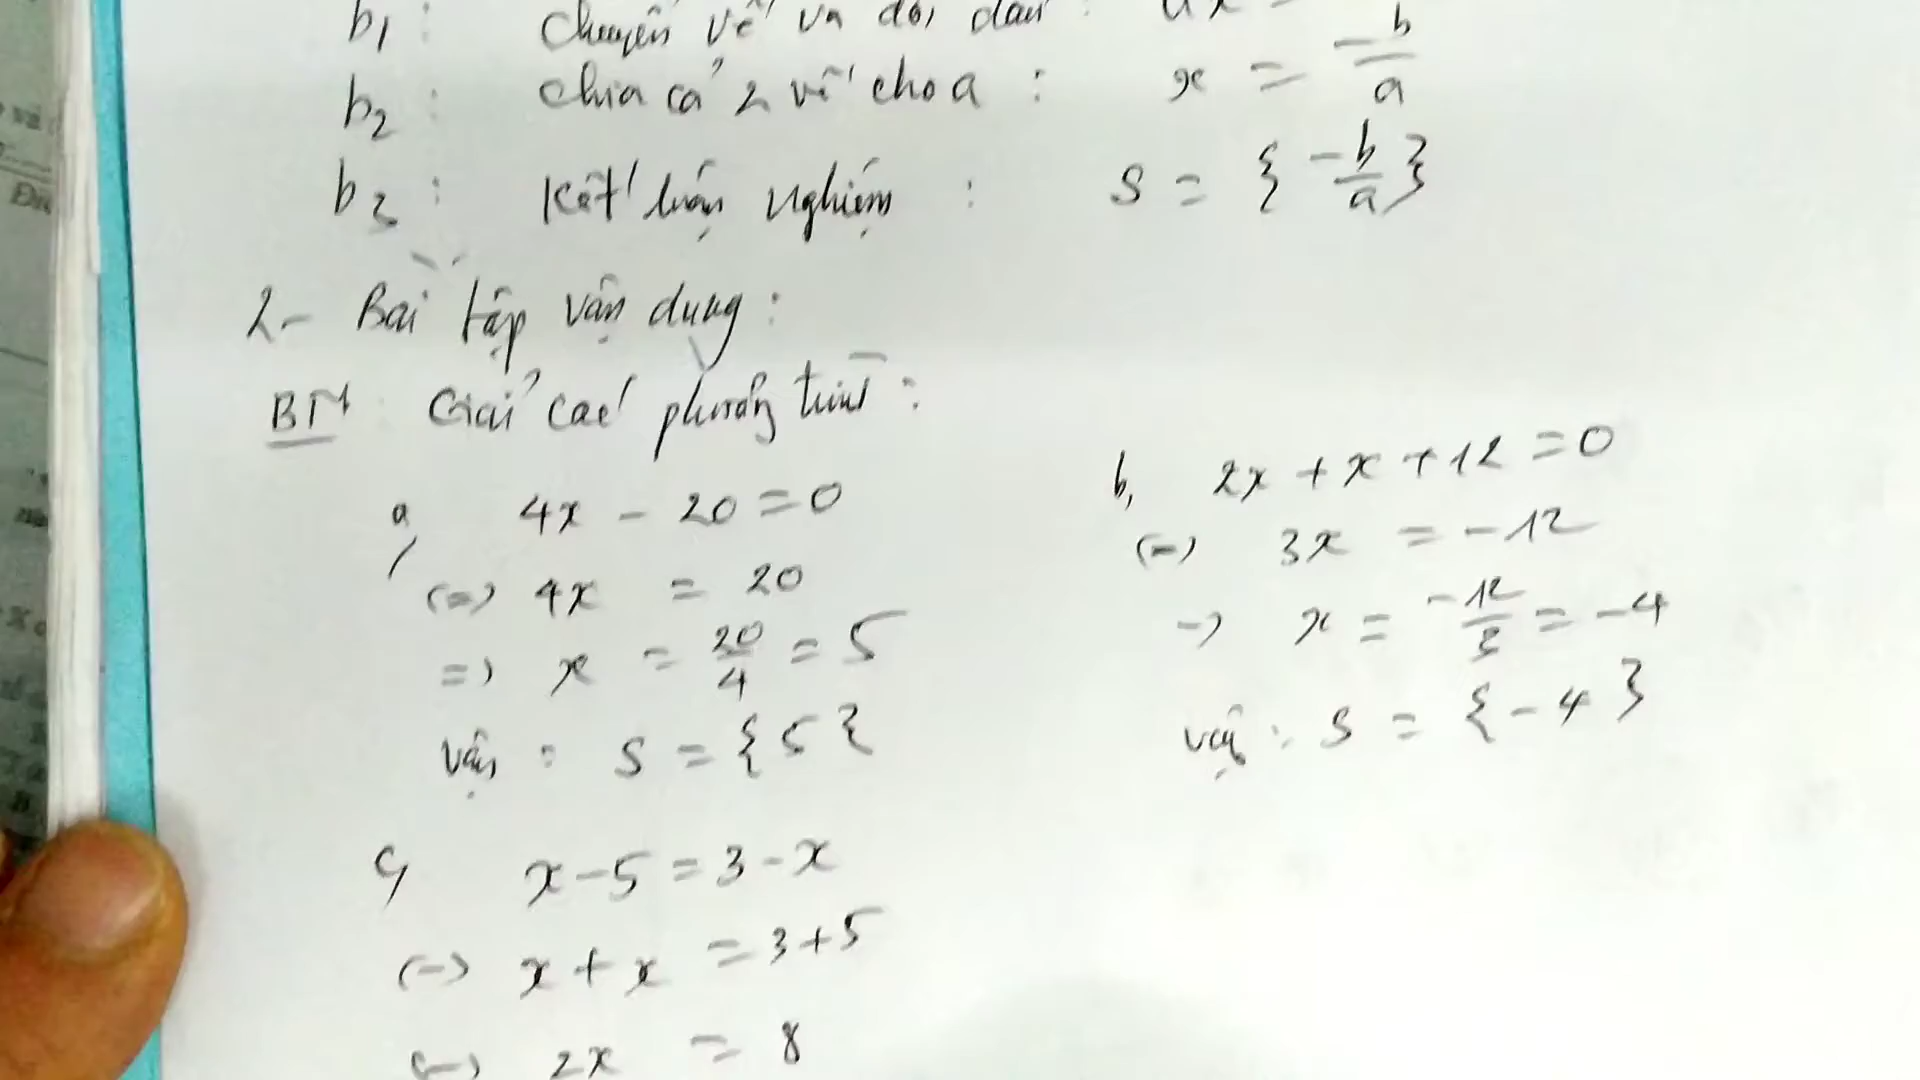 b1 : chuyển vế và đổi dấu : ax =
b2 : chia cả 2 vế cho a : x = -b/a
b3 : Kết luận nghiệm : S = {-b/a}
2- Bài tập vận dụng :
BT1 Giải các phương trình :
a, 4x - 20 = 0
(=) 4x = 20
=) x = 20/4 = 5
Vậy : S = {5}
b, 2x + x + 12 = 0
(=) 3x = -12
=) x = -12/3 = -4
Vậy : S = {-4}
c, x - 5 = 3 - x
(=) x + x = 3 + 5
(=) 2x = 8